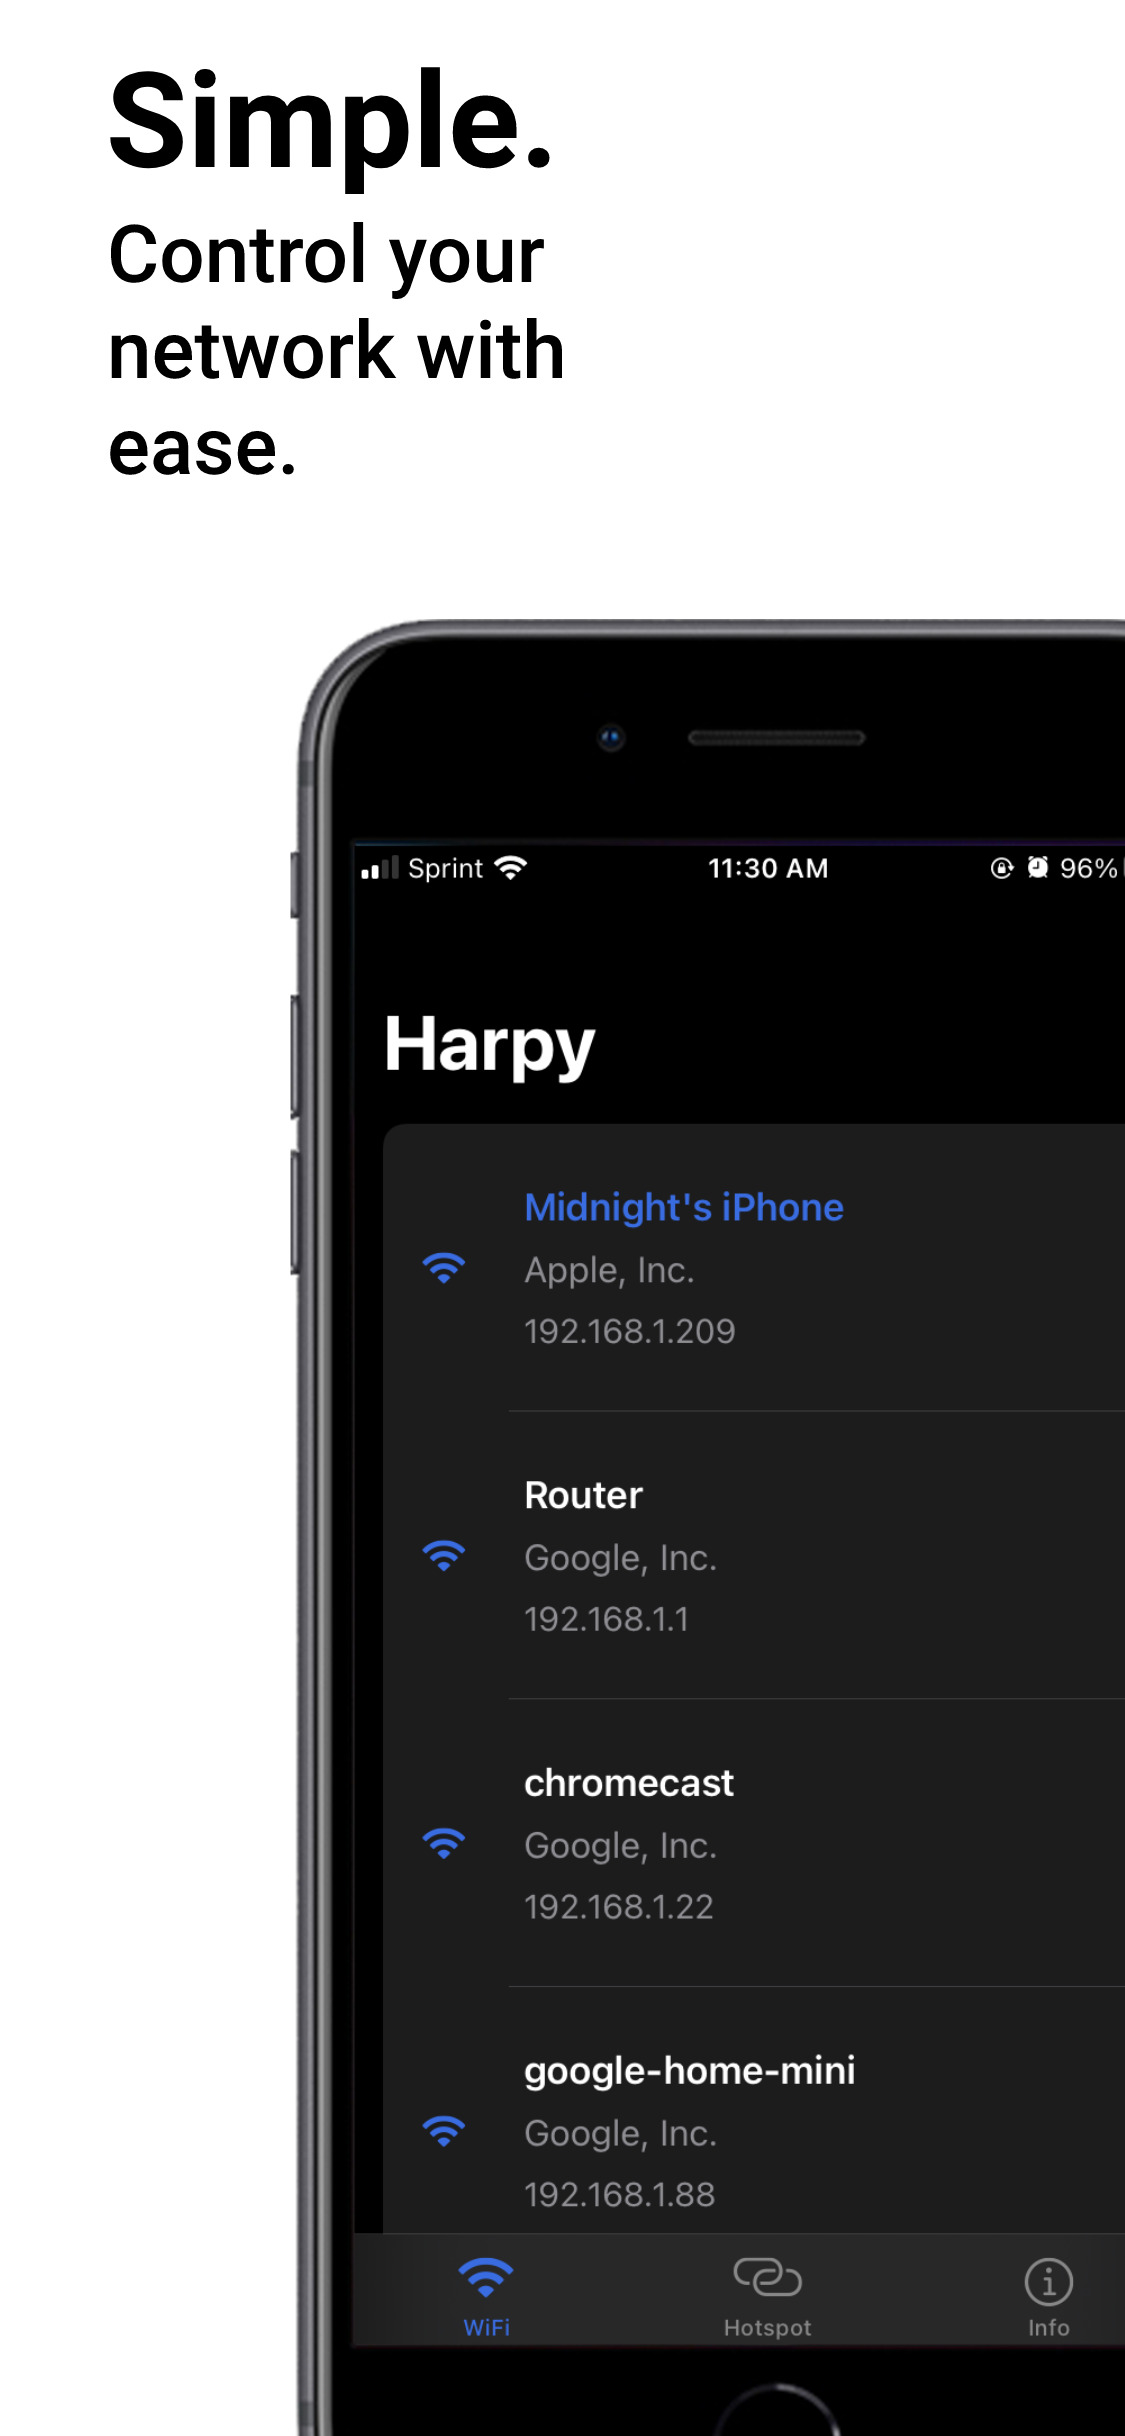 Simple.
Control your
network with
ease.
Sprint 11:30 AM 96%
Harpy
Midnight's iPhone
Apple, Inc.
192.168.1.209
Router
Google, Inc.
192.168.1.1
chromecast
Google, Inc.
192.168.1.22
google-home-mini
Google, Inc.
192.168.1.88
WiFi Hotspot Info